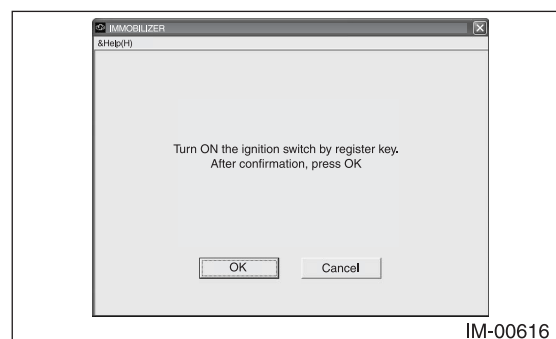 IMMOBILIZER
&Help(H)
Turn ON the ignition switch by register key.
After confirmation, press OK
OK Cancel
IM-00616